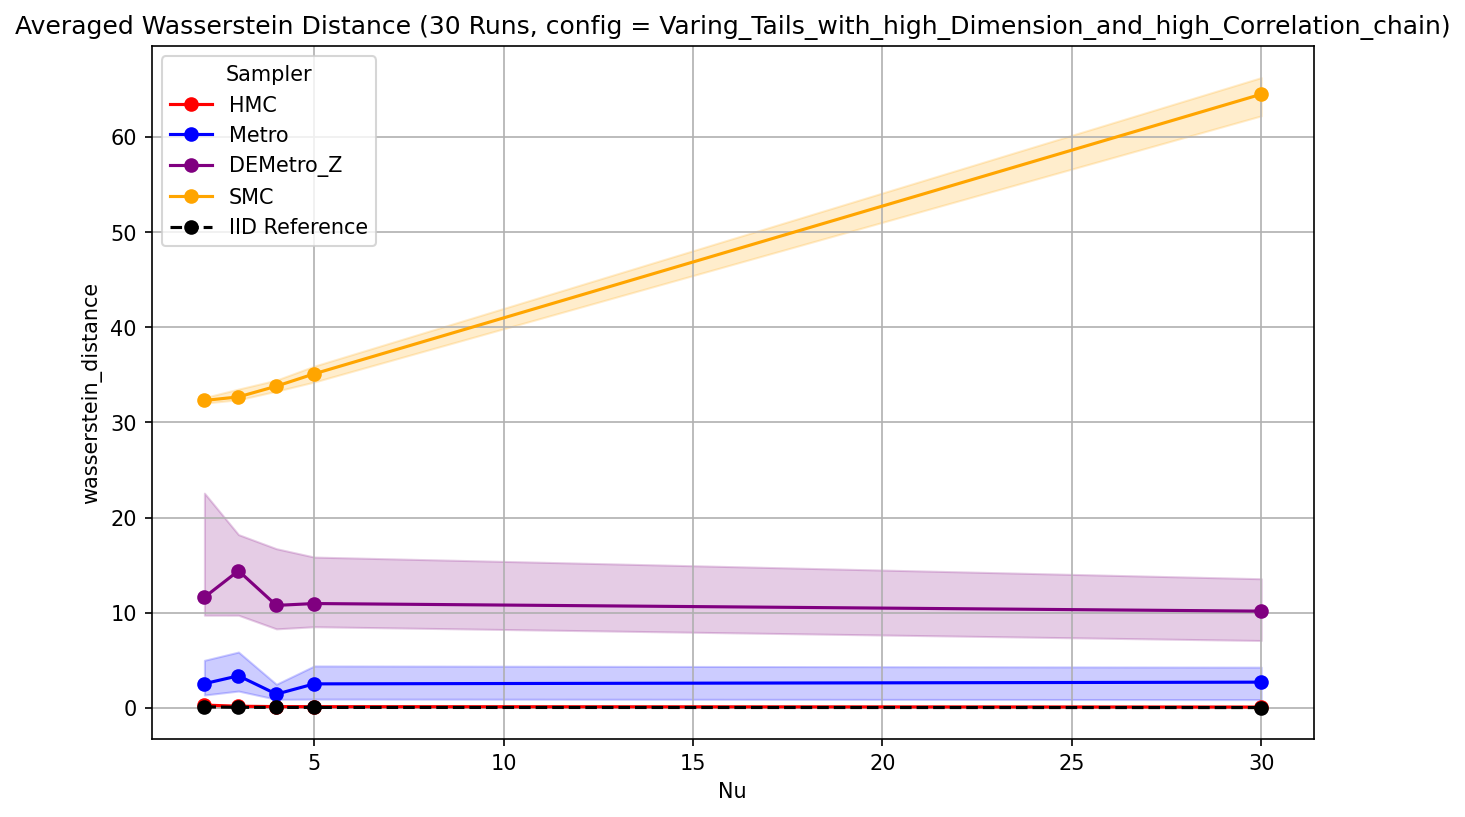 Averaged Wasserstein Distance (30 Runs, config = Varing_Tails_with_high_Dimension_and_high_Correlation_chain)
Sampler
HMC
Metro
DEMetro_Z
SMC
IID Reference
wasserstein_distance
60
50
40
30
20
10
0
5
10
15
20
25
30
Nu